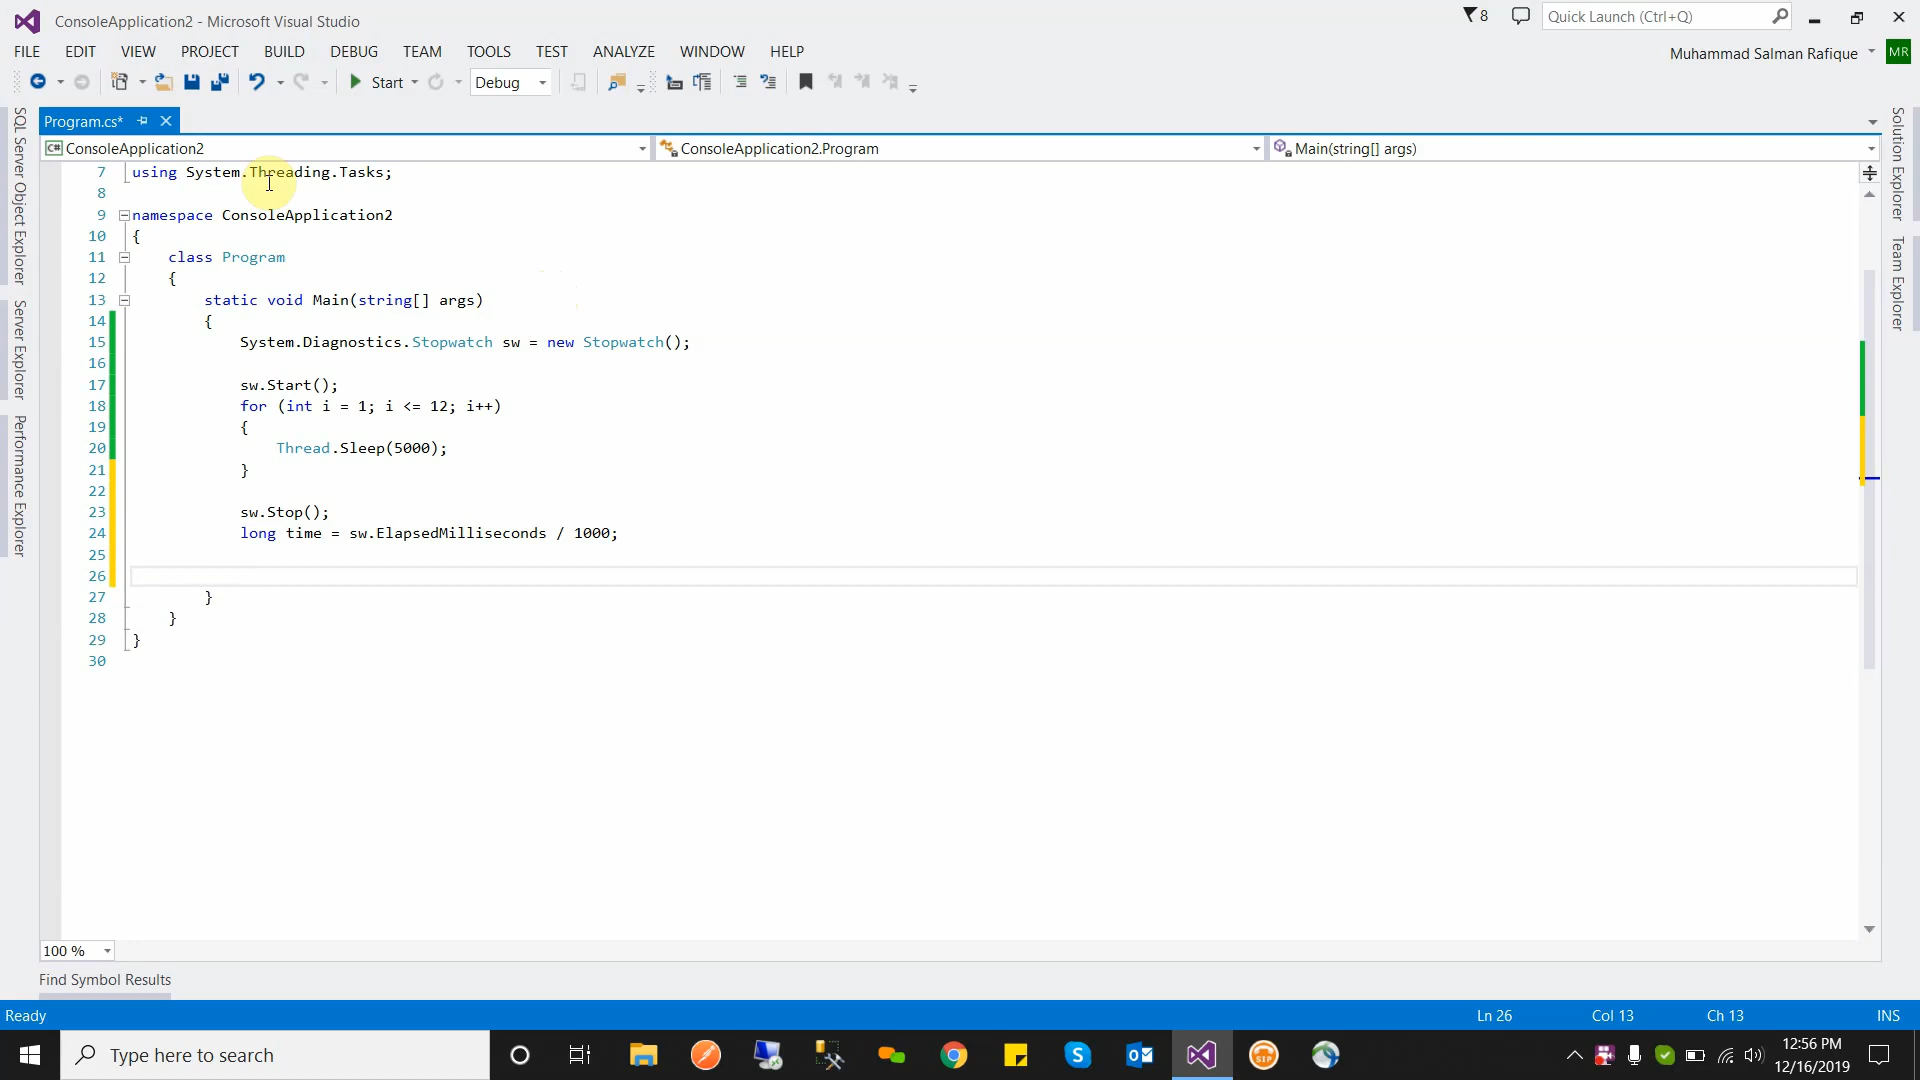 ConsoleApplication2 - Microsoft Visual Studio
8
Quick Launch (Ctrl+Q)
FILE EDIT VIEW PROJECT BUILD DEBUG TEAM TOOLS TEST ANALYZE WINDOW HELP
Muhammad Salman Rafique MR
Start Debug
Program.cs*
C# ConsoleApplication2 ConsoleApplication2.Program Main(string[] args)
SQL Server Object Explorer
Server Explorer
Performance Explorer
7 using System.Threading.Tasks;
8
9 namespace ConsoleApplication2
10 {
11 class Program
12 {
13 static void Main(string[] args)
14 {
15 System.Diagnostics.Stopwatch sw = new Stopwatch();
16
17 sw.Start();
18 for (int i = 1; i <= 12; i++)
19 {
20 Thread.Sleep(5000);
21 }
22
23 sw.Stop();
24 long time = sw.ElapsedMilliseconds / 1000;
25
26
27 }
28 }
29 }
30
Solution Explorer
Team Explorer
100 %
Find Symbol Results
Ready Ln 26 Col 13 Ch 13 INS
Type here to search
SIP
12:56 PM
12/16/2019